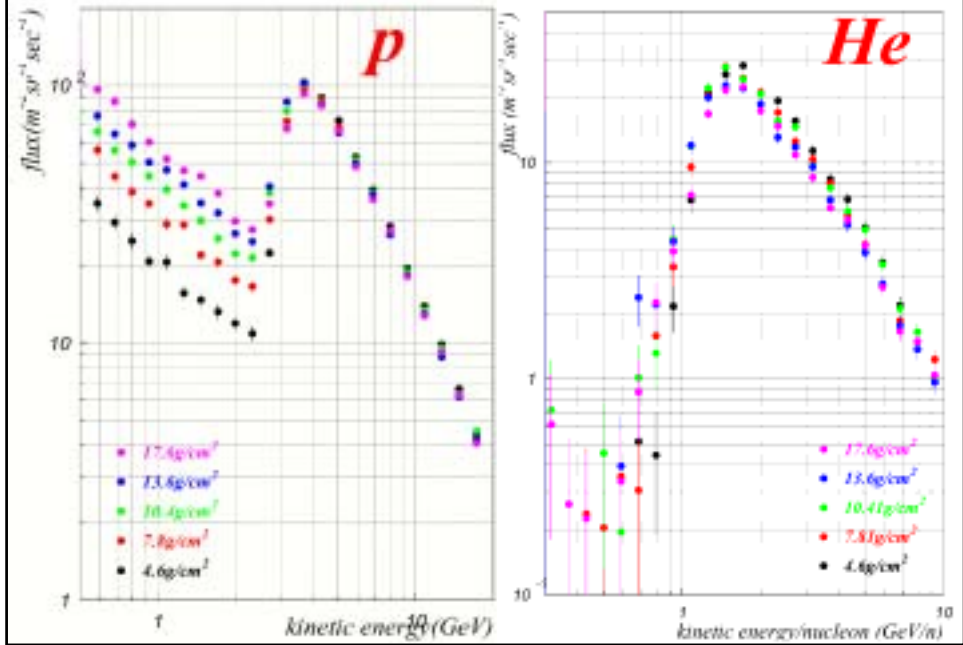 p
flux(m⁻² sr⁻¹ sec⁻¹)
10²
10
1
17.6g/cm²
13.6g/cm²
10.4g/cm²
7.8g/cm²
4.6g/cm²
1
10
kinetic energy(GeV)
He
flux (m⁻² sr⁻¹ sec⁻¹)
10
1
10⁻¹
17.6g/cm²
13.6g/cm²
10.41g/cm²
7.81g/cm²
4.6g/cm²
1
10
kinetic energy/nucleon (GeV/n)